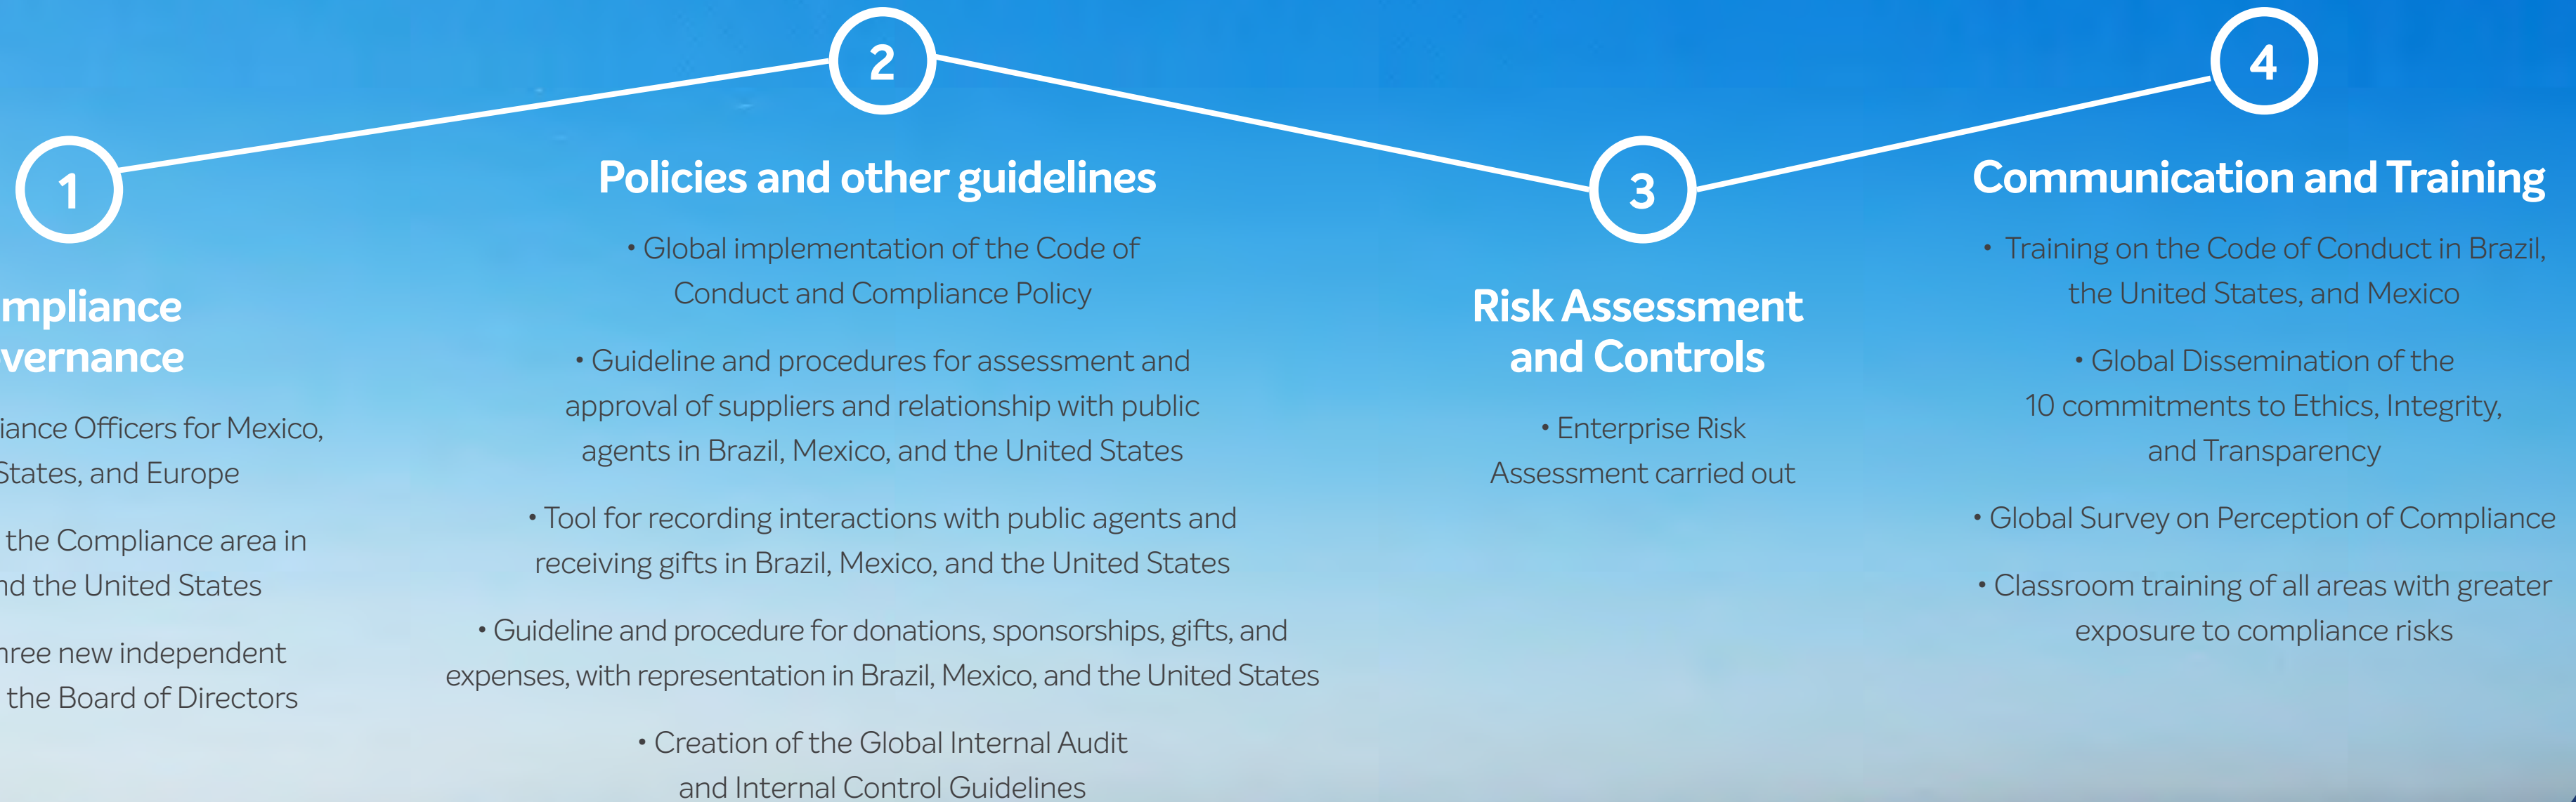 1
mpliance
vernance
iance Officers for Mexico,
States, and Europe
the Compliance area in
nd the United States
hree new independent
the Board of Directors
2
Policies and other guidelines
• Global implementation of the Code of
Conduct and Compliance Policy
• Guideline and procedures for assessment and
approval of suppliers and relationship with public
agents in Brazil, Mexico, and the United States
• Tool for recording interactions with public agents and
receiving gifts in Brazil, Mexico, and the United States
• Guideline and procedure for donations, sponsorships, gifts, and
expenses, with representation in Brazil, Mexico, and the United States
• Creation of the Global Internal Audit
and Internal Control Guidelines
3
Risk Assessment
and Controls
• Enterprise Risk
Assessment carried out
4
Communication and Training
• Training on the Code of Conduct in Brazil,
the United States, and Mexico
• Global Dissemination of the
10 commitments to Ethics, Integrity,
and Transparency
• Global Survey on Perception of Compliance
• Classroom training of all areas with greater
exposure to compliance risks